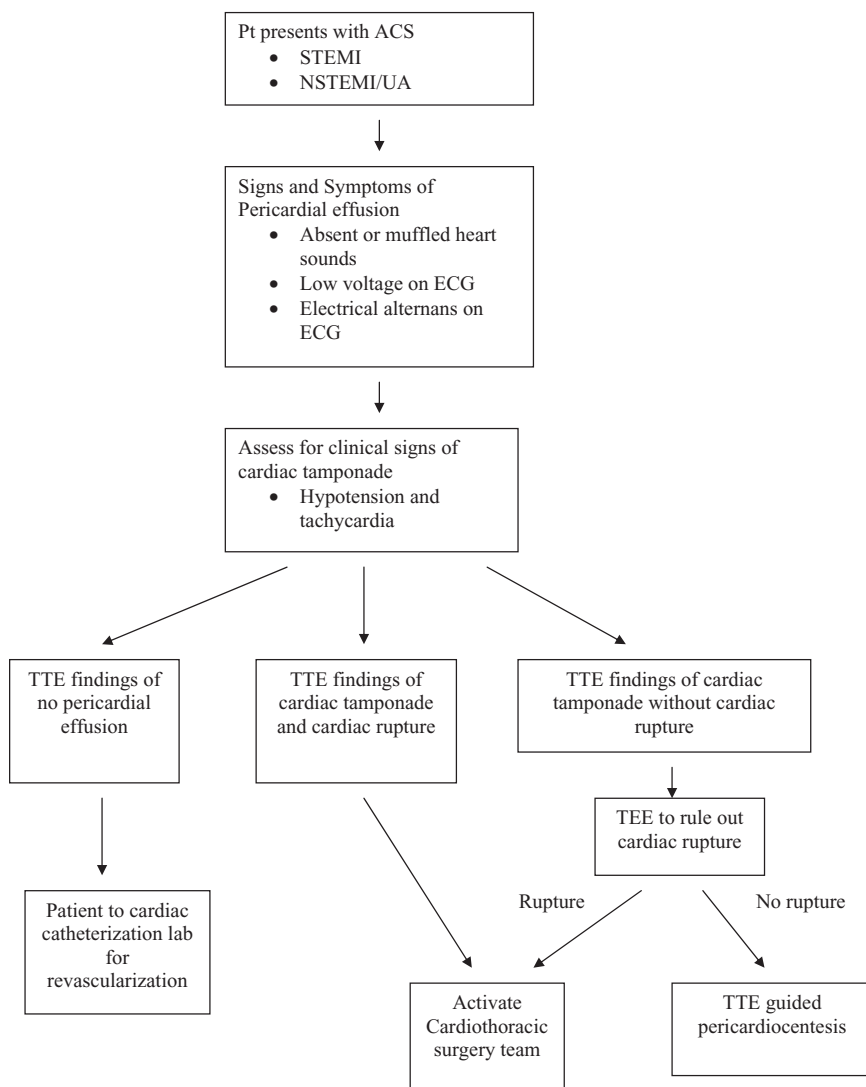 Pt presents with ACS
• STEMI
• NSTEMI/UA
Signs and Symptoms of
Pericardial effusion
• Absent or muffled heart
sounds
• Low voltage on ECG
• Electrical alternans on
ECG
Assess for clinical signs of
cardiac tamponade
• Hypotension and
tachycardia
TTE findings of
no pericardial
effusion
TTE findings of
cardiac tamponade
and cardiac rupture
TTE findings of cardiac
tamponade without cardiac
rupture
TEE to rule out
cardiac rupture
Rupture
No rupture
Patient to cardiac
catheterization lab
for
revascularization
Activate
Cardiothoracic
surgery team
TTE guided
pericardiocentesis